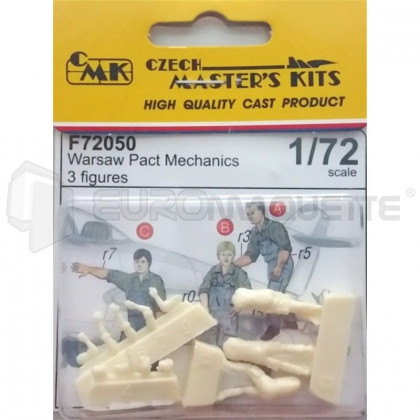 CMK
CZECH
MASTER'S KITS
HIGH QUALITY CAST PRODUCT
F72050
Warsaw Pact Mechanics
3 figures
1/72
scale
EUROMAQUETTE®
A
B
C
r3
r5
r7
r0